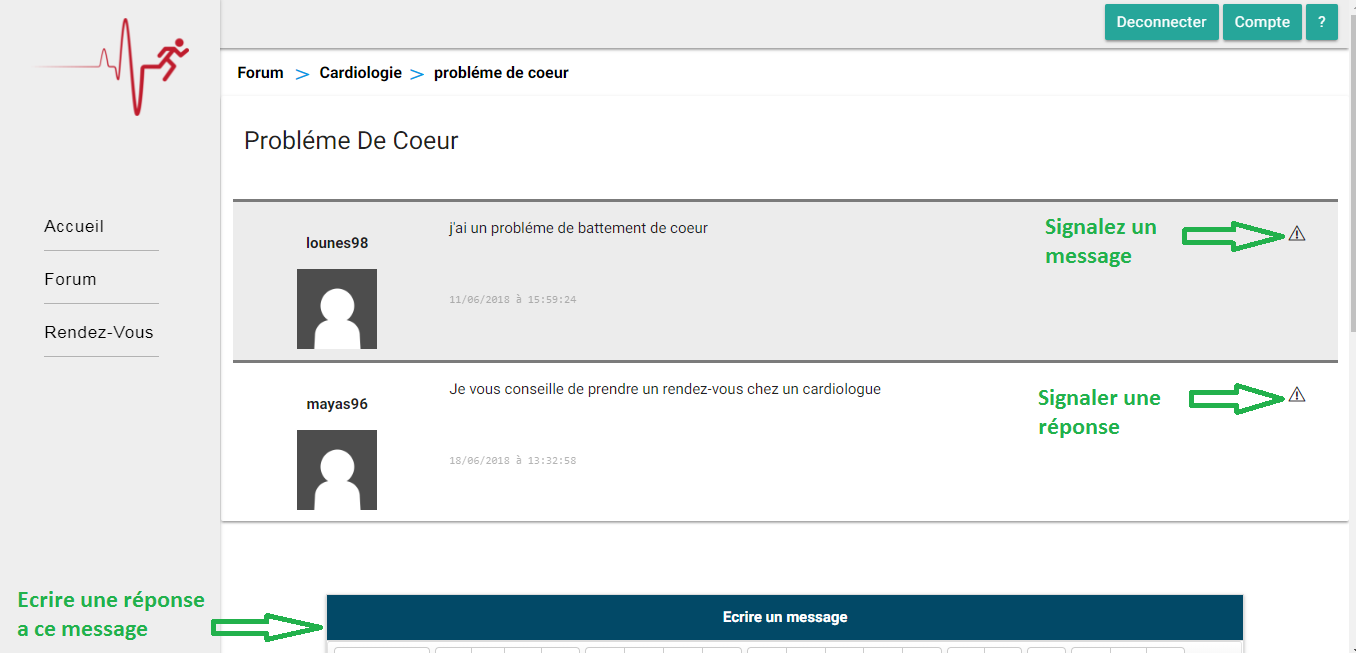 Deconnecter Compte ?
Forum > Cardiologie > probléme de coeur
Probléme De Coeur
Accueil
Forum
Rendez-Vous
lounes98
j'ai un probléme de battement de coeur
11/06/2018 à 15:59:24
Signalez un
message
mayas96
Je vous conseille de prendre un rendez-vous chez un cardiologue
18/06/2018 à 13:32:58
Signaler une
réponse
Ecrire une réponse
a ce message
Ecrire un message